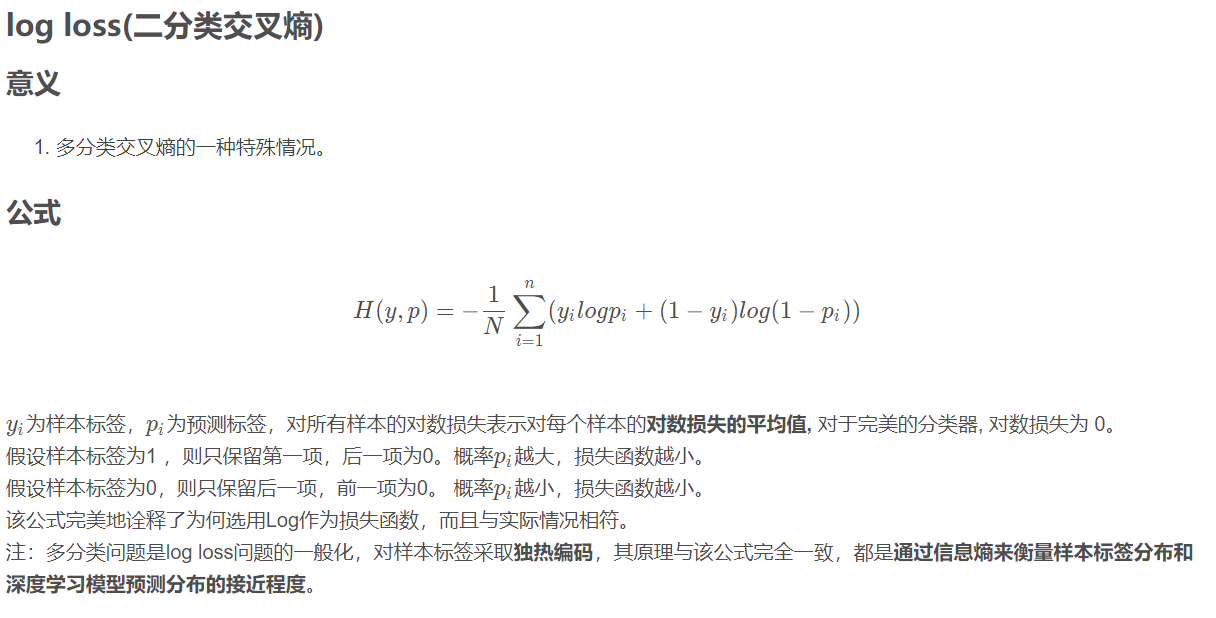 log loss(二分类交叉熵)
意义
1. 多分类交叉熵的一种特殊情况。
公式
H(y,p) = −\frac{1}{N}\sum_{i=1}^{n}(y_i logp_i + (1 − y_i)log(1 − p_i))
y_i为样本标签，p_i为预测标签，对所有样本的对数损失表示对每个样本的对数损失的平均值, 对于完美的分类器, 对数损失为 0。
假设样本标签为1 ，则只保留第一项，后一项为0。概率p_i越大，损失函数越小。
假设样本标签为0，则只保留后一项，前一项为0。 概率p_i越小，损失函数越小。
该公式完美地诠释了为何选用Log作为损失函数，而且与实际情况相符。
注：多分类问题是log loss问题的一般化，对样本标签采取独热编码，其原理与该公式完全一致，都是通过信息熵来衡量样本标签分布和
深度学习模型预测分布的接近程度。